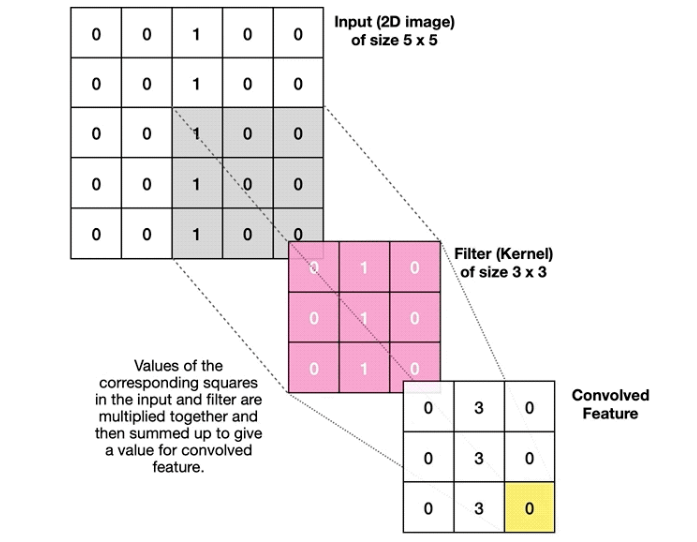 0 0 1 0 0
Input (2D image)
of size 5 x 5
0 0 1 0 0
0 0 1 0 0
0 0 1 0 0
0 0 1 0 0
Filter (Kernel)
of size 3 x 3
0 1 0
0 1 0
0 1 0
Values of the
corresponding squares
in the input and filter are
multiplied together and
then summed up to give
a value for convolved
feature.
Convolved
Feature
0 3 0
0 3 0
0 3 0